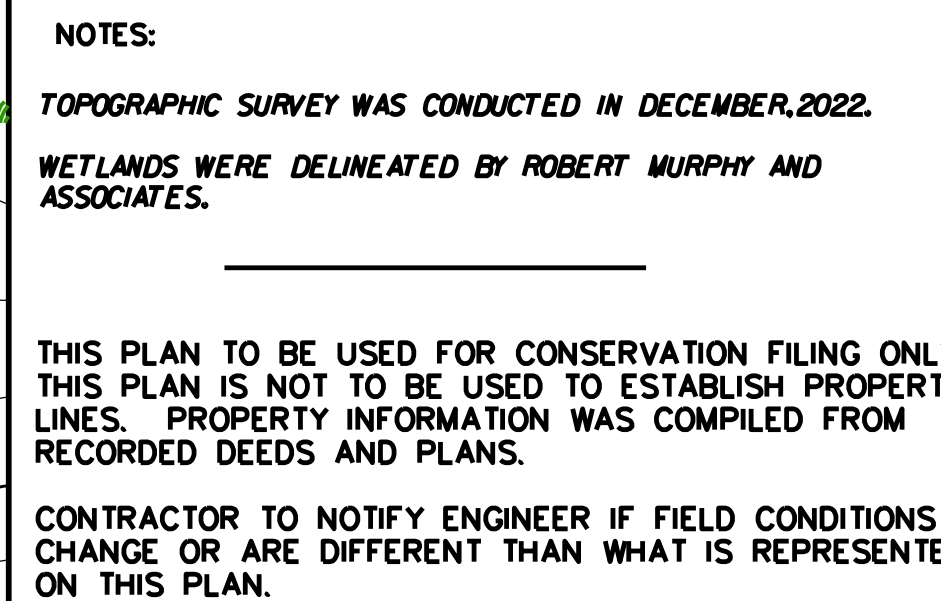 NOTES:
TOPOGRAPHIC SURVEY WAS CONDUCTED IN DECEMBER,2022.
WETLANDS WERE DELINEATED BY ROBERT MURPHY AND
ASSOCIATES.
THIS PLAN TO BE USED FOR CONSERVATION FILING ONL
THIS PLAN IS NOT TO BE USED TO ESTABLISH PROPERT
LINES. PROPERTY INFORMATION WAS COMPILED FROM
RECORDED DEEDS AND PLANS.
CONTRACTOR TO NOTIFY ENGINEER IF FIELD CONDITIONS
CHANGE OR ARE DIFFERENT THAN WHAT IS REPRESENTE
ON THIS PLAN.